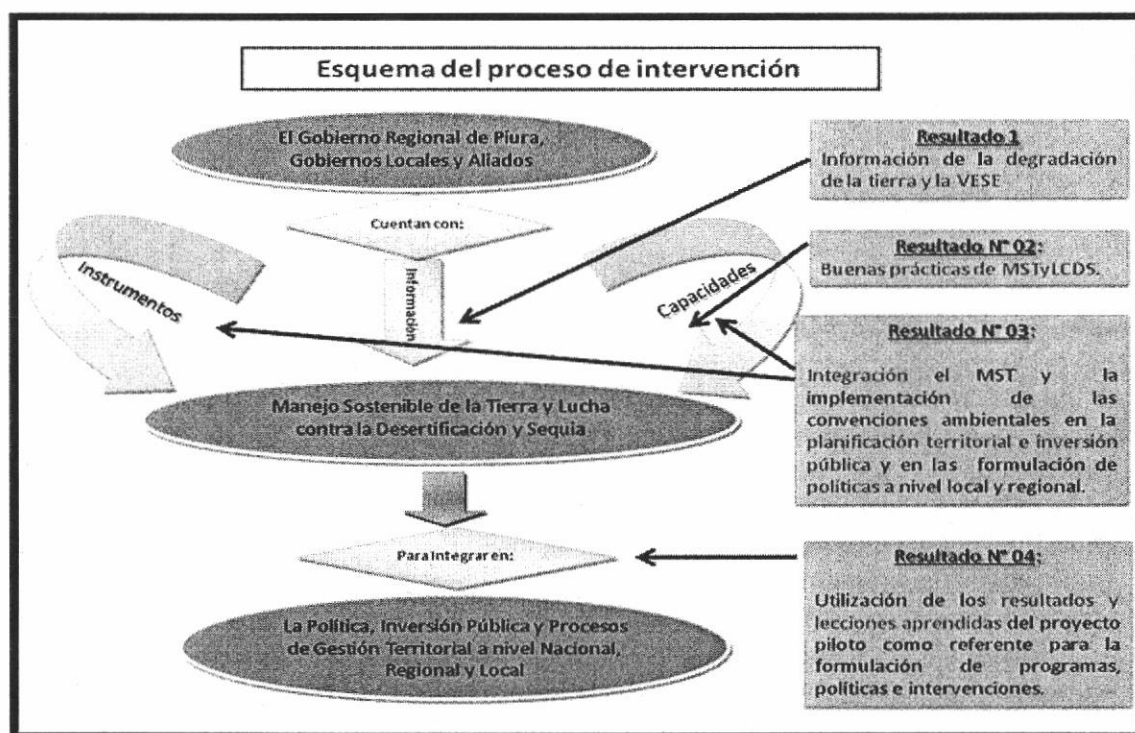 Esquema del proceso de intervención
El Gobierno Regional de Piura,
Gobiernos Locales y Aliados
Cuentan con:
Instrumentos
Información
Capacidades
Manejo Sostenible de la Tierra y Lucha
contra la Desertificación y Sequia
Para Integrar en:
La Política, Inversión Pública y Procesos
de Gestión Territorial a nivel Nacional,
Regional y Local
Resultado 1
Información de la degradación
de la tierra y la VESE
Resultado N° 02:
Buenas prácticas de MSTyLCDS.
Resultado N° 03:
Integración el MST y la
implementación de las
convenciones ambientales en la
planificación territorial e inversión
pública y en las formulación de
políticas a nivel local y regional.
Resultado N° 04:
Utilización de los resultados y
lecciones aprendidas del proyecto
piloto como referente para la
formulación de programas,
políticas e intervenciones.